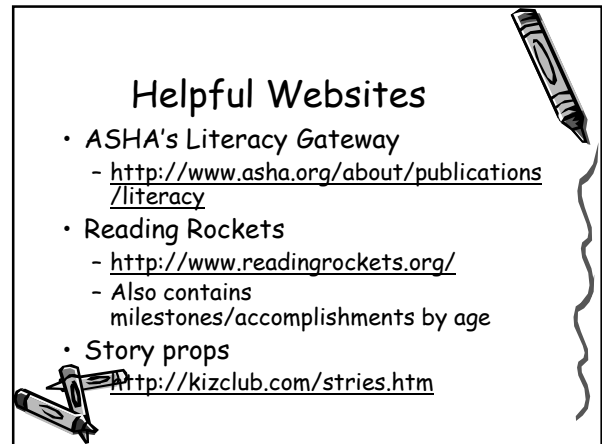 Helpful Websites
• ASHA's Literacy Gateway
– http://www.asha.org/about/publications
/literacy
• Reading Rockets
– http://www.readingrockets.org/
– Also contains
milestones/accomplishments by age
• Story props
http://kizclub.com/stries.htm